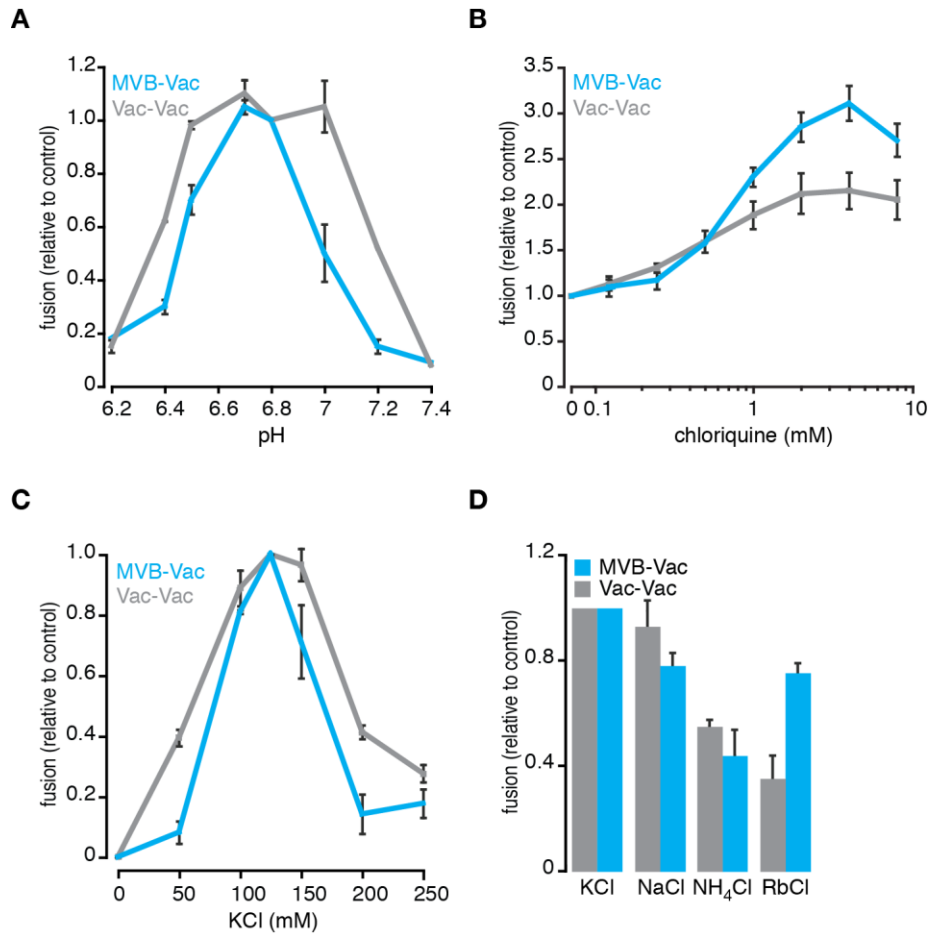 A
MVB-Vac
Vac-Vac
fusion (relative to control)
1.2
1.0
0.8
0.6
0.4
0.2
0
6.2 6.4 6.6 6.8 7 7.2 7.4
pH
B
MVB-Vac
Vac-Vac
fusion (relative to control)
3.5
3.0
2.5
2.0
1.5
1.0
0.5
0
0 0.1 1 10
chloriquine (mM)
C
MVB-Vac
Vac-Vac
fusion (relative to control)
1.0
0.8
0.6
0.4
0.2
0
0 50 100 150 200 250
KCl (mM)
D
MVB-Vac
Vac-Vac
fusion (relative to control)
1.2
0.8
0.4
0
KCl NaCl NH₄Cl RbCl